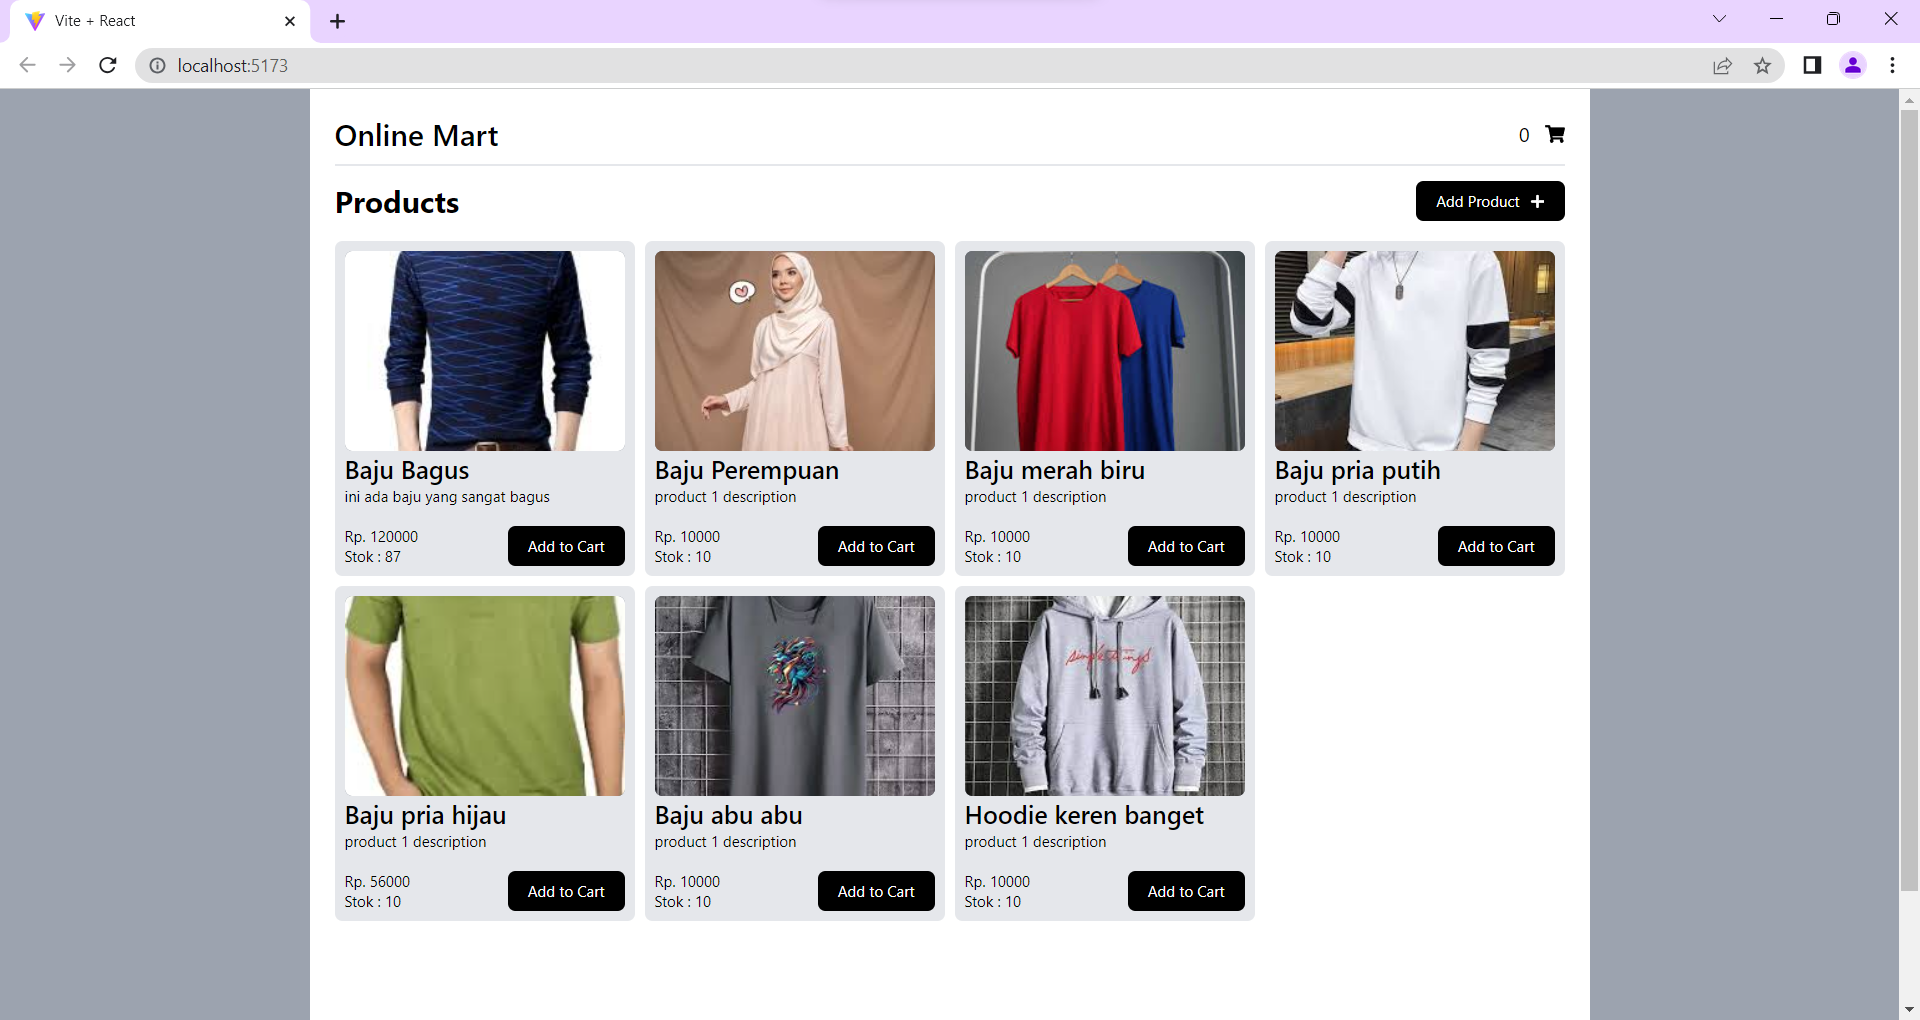 Vite + React
localhost:5173
Online Mart
0
Products
Add Product
Baju Bagus
ini ada baju yang sangat bagus
Rp. 120000
Stok : 87
Add to Cart
Baju Perempuan
product 1 description
Rp. 10000
Stok : 10
Add to Cart
Baju merah biru
product 1 description
Rp. 10000
Stok : 10
Add to Cart
Baju pria putih
product 1 description
Rp. 10000
Stok : 10
Add to Cart
Baju pria hijau
product 1 description
Rp. 56000
Stok : 10
Add to Cart
Baju abu abu
product 1 description
Rp. 10000
Stok : 10
Add to Cart
Hoodie keren banget
product 1 description
Rp. 10000
Stok : 10
Add to Cart